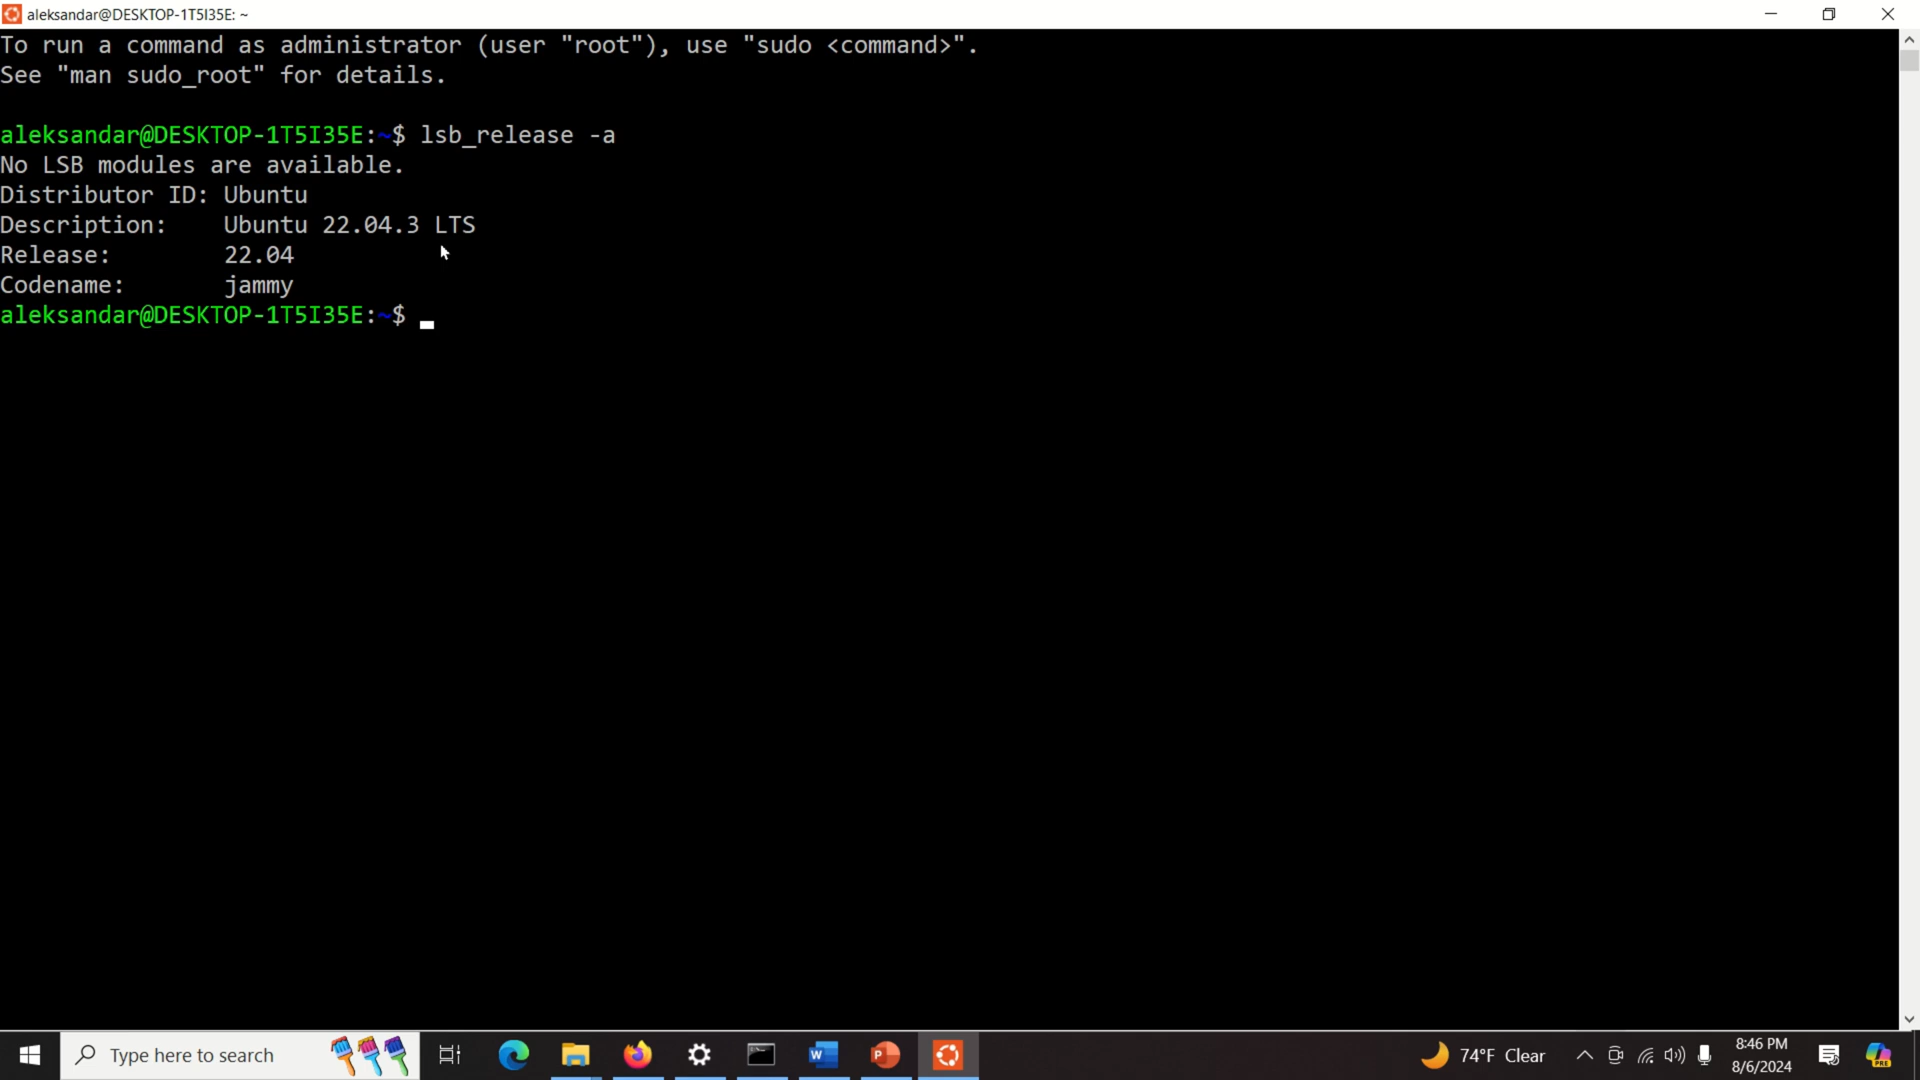 aleksandar@DESKTOP-1T5I35E: ~
To run a command as administrator (user "root"), use "sudo <command>".
See "man sudo_root" for details.
aleksandar@DESKTOP-1T5I35E:~$ lsb_release -a
No LSB modules are available.
Distributor ID: Ubuntu
Description: Ubuntu 22.04.3 LTS
Release: 22.04
Codename: jammy
aleksandar@DESKTOP-1T5I35E:~$
Type here to search
W
P
74°F Clear
8:46 PM
8/6/2024
PRE